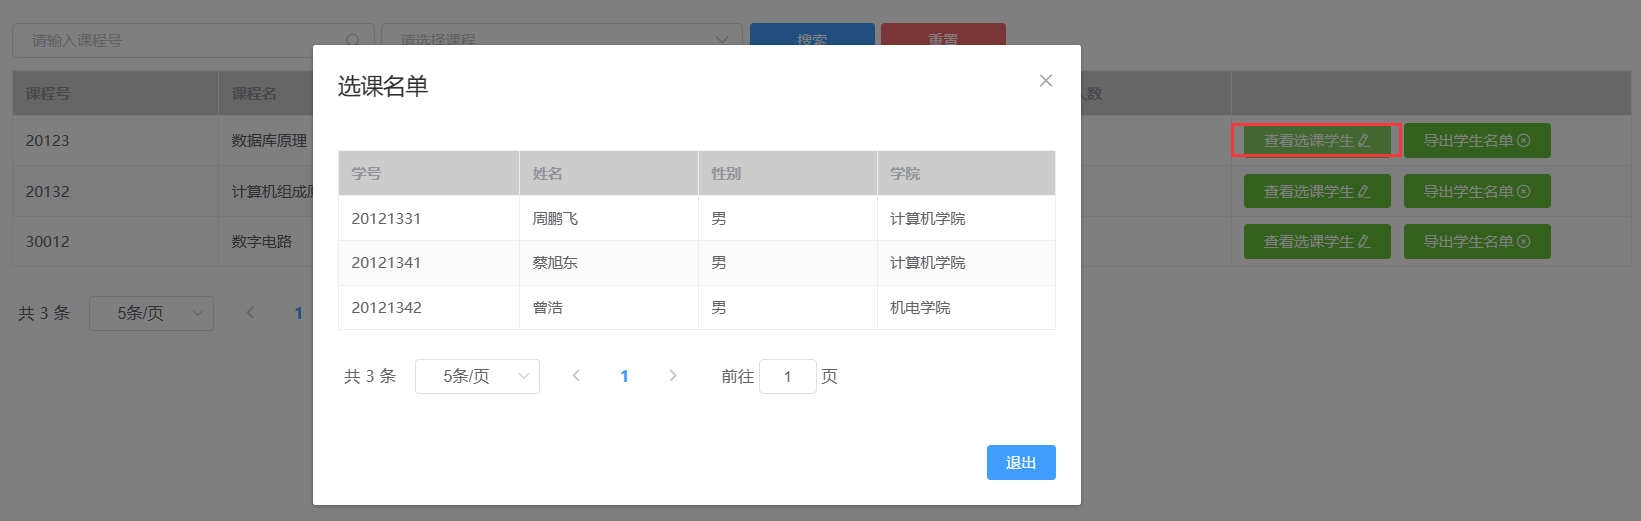 请输入课程号 请选择课程 搜索 重置
选课名单
课程号 课程名 人数
20123 数据库原理 查看选课学生 导出学生名单
20132 计算机组成 查看选课学生 导出学生名单
30012 数字电路 查看选课学生 导出学生名单
共 3 条 5条/页 1
学号 姓名 性别 学院
20121331 周鹏飞 男 计算机学院
20121341 蔡旭东 男 计算机学院
20121342 曾浩 男 机电学院
共 3 条 5条/页 1 前往 1 页
退出